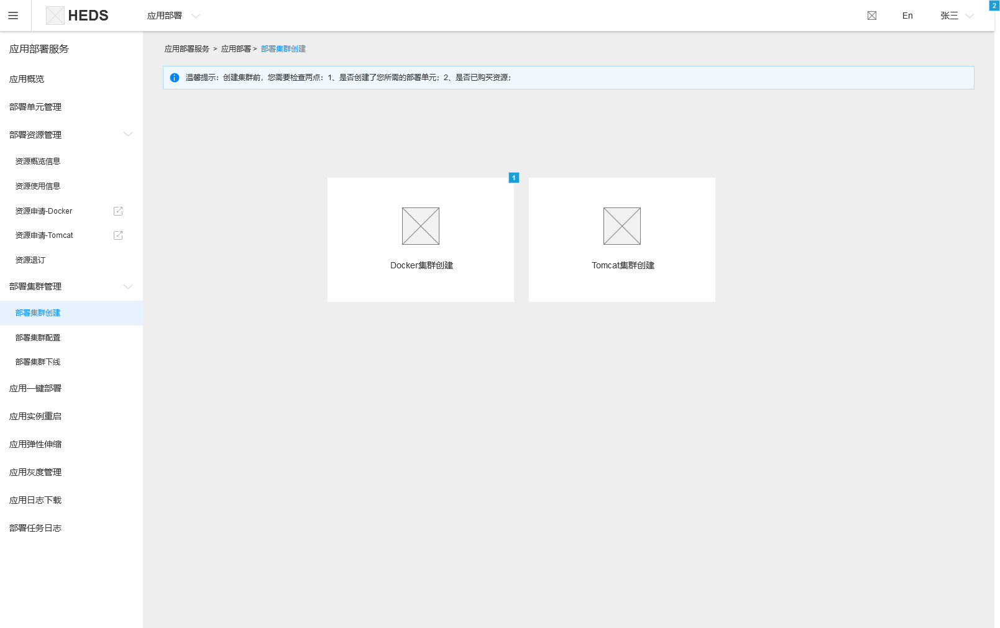 HEDS
应用部署
En
张三
2
应用部署服务
应用概览
部署单元管理
部署资源管理
资源概览信息
资源使用信息
资源申请-Docker
资源申请-Tomcat
资源退订
部署集群管理
部署集群创建
部署集群配置
部署集群下线
应用一键部署
应用实例重启
应用弹性伸缩
应用灰度管理
应用日志下载
部署任务日志
应用部署服务 > 应用部署 > 部署集群创建
温馨提示：创建集群前，您需要检查两点：1、是否创建了您所需的部署单元；2、是否已购买资源；
1
Docker集群创建
Tomcat集群创建